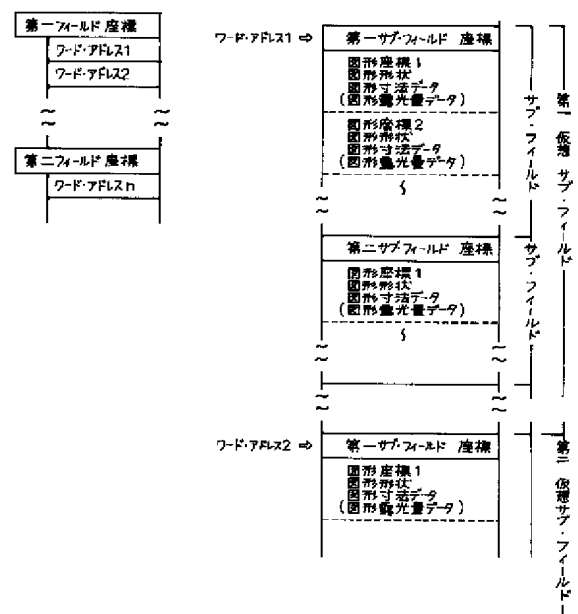 第一フィールド座標
ワード・アドレス1
ワード・アドレス2
第二フィールド座標
ワード・アドレスn
ワード・アドレス1 ⇨
第一サブ・フィールド 座標
図形座標1
図形形状
図形寸法データ
(図形露光量データ)
図形座標2
図形形状
図形寸法データ
(図形露光量データ)
第二サブ・フィールド 座標
図形座標1
図形形状
図形寸法データ
(図形露光量データ)
ワード・アドレス2 ⇨
第一サブ・フィールド 座標
図形座標1
図形形状
図形寸法データ
(図形露光量データ)
サブ・フィールド
サブ・フィールド
第一 仮想 サブ・フィールド
第二 仮想サブ・フィールド